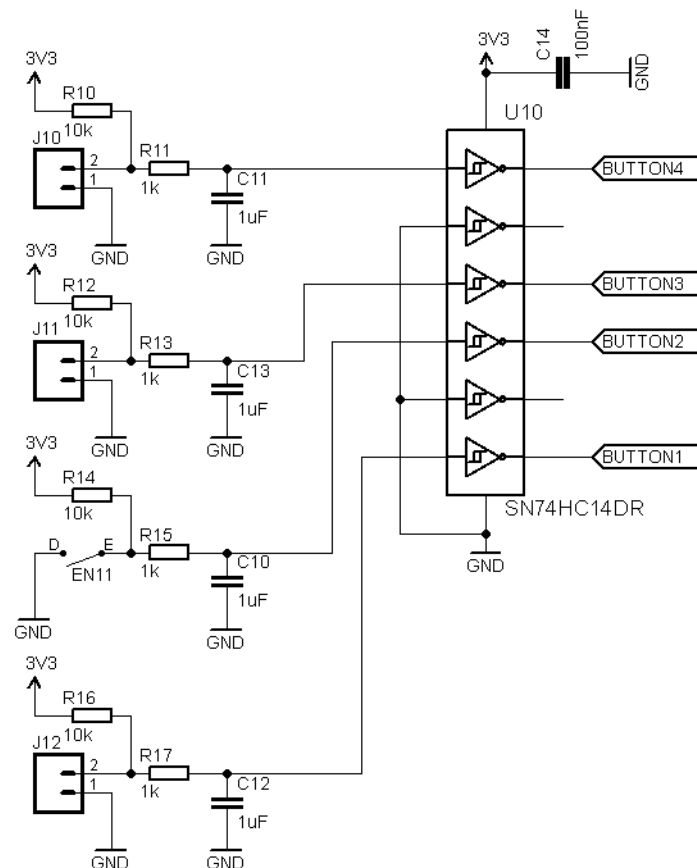 3V3
C14
100nF
GND
U10
3V3
R10
10k
J10
2
1
R11
1k
C11
1uF
GND
GND
BUTTON4
3V3
R12
10k
J11
2
1
R13
1k
C13
1uF
GND
GND
BUTTON3
BUTTON2
BUTTON1
SN74HC14DR
GND
3V3
R14
10k
D
E
EN11
R15
1k
C10
1uF
GND
GND
3V3
R16
10k
J12
2
1
R17
1k
C12
1uF
GND
GND